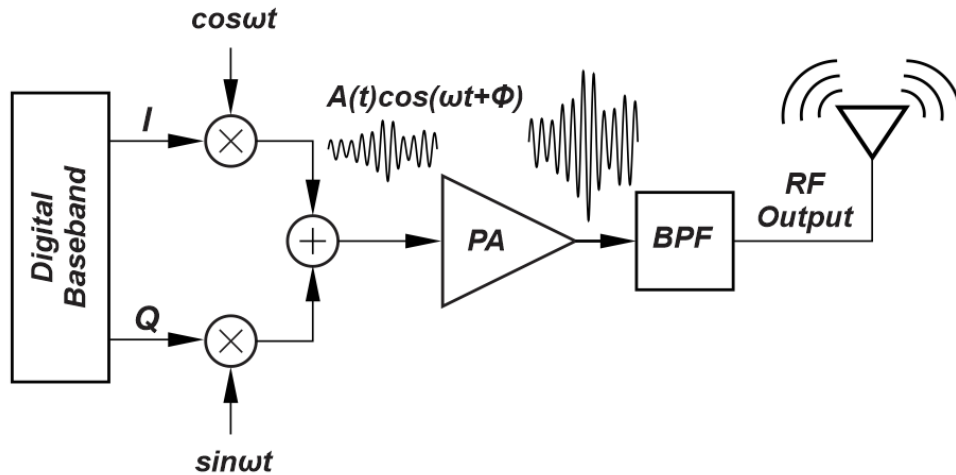 cosωt
I
A(t)cos(ωt+Φ)
Digital
Baseband
PA
BPF
RF
Output
Q
sinωt